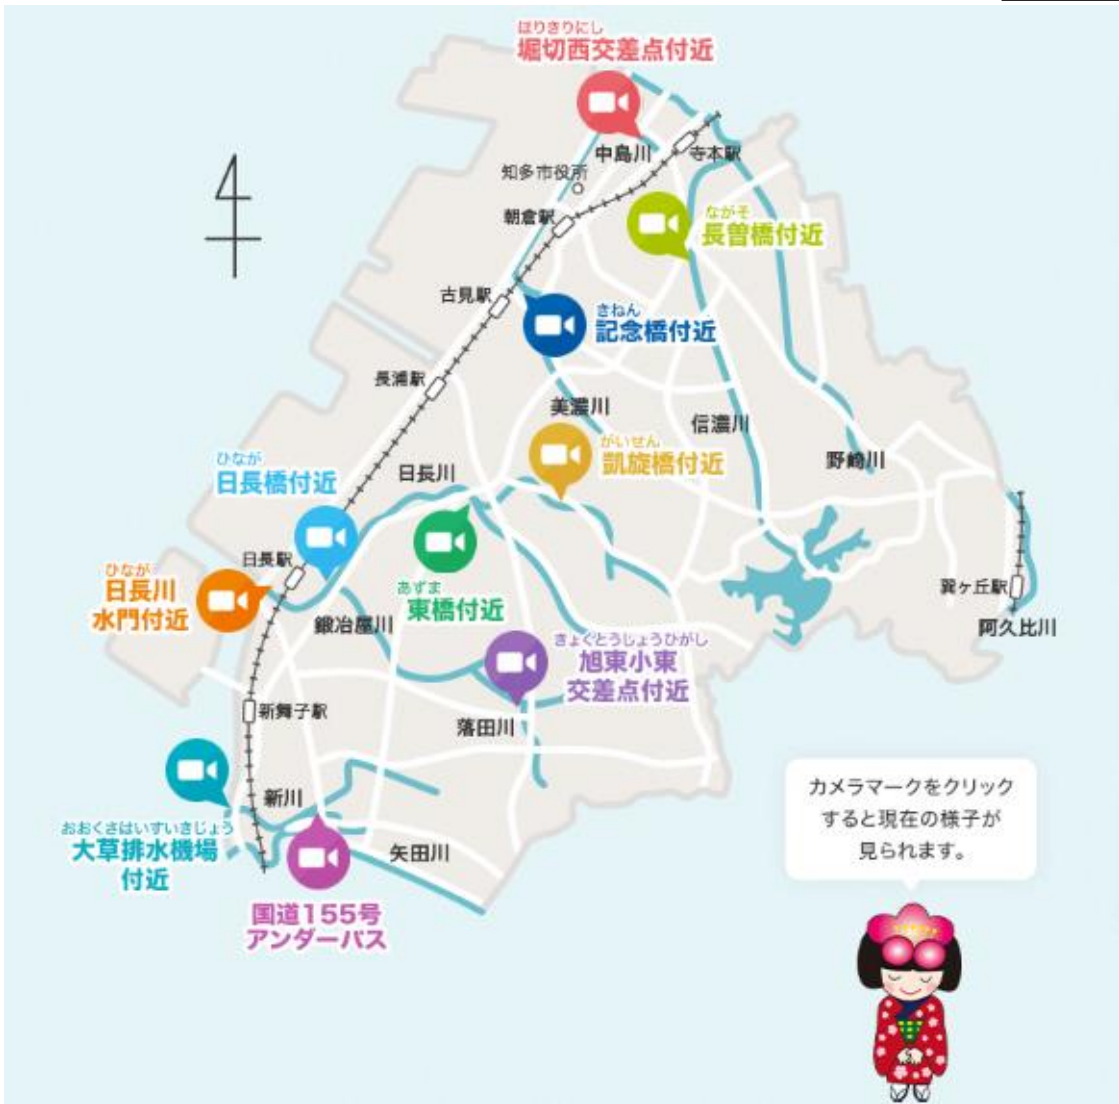 ほりきりにし
堀切西交差点付近
中島川
寺本駅
知多市役所
朝倉駅
ながそ
長曽橋付近
古見駅
きねん
記念橋付近
長浦駅
美濃川
信濃川
がいせん
凱旋橋付近
野崎川
ひなが
日長橋付近
日長川
日長駅
ひなが
日長川
水門付近
あずま
東橋付近
鍛冶屋川
巽ヶ丘駅
阿久比川
きょくとうしょうひがし
旭東小東
交差点付近
新舞子駅
落田川
新川
おおくさはいすいきじょう
大草排水機場
付近
矢田川
国道155号
アンダーパス
カメラマークをクリック
すると現在の様子が
見られます。